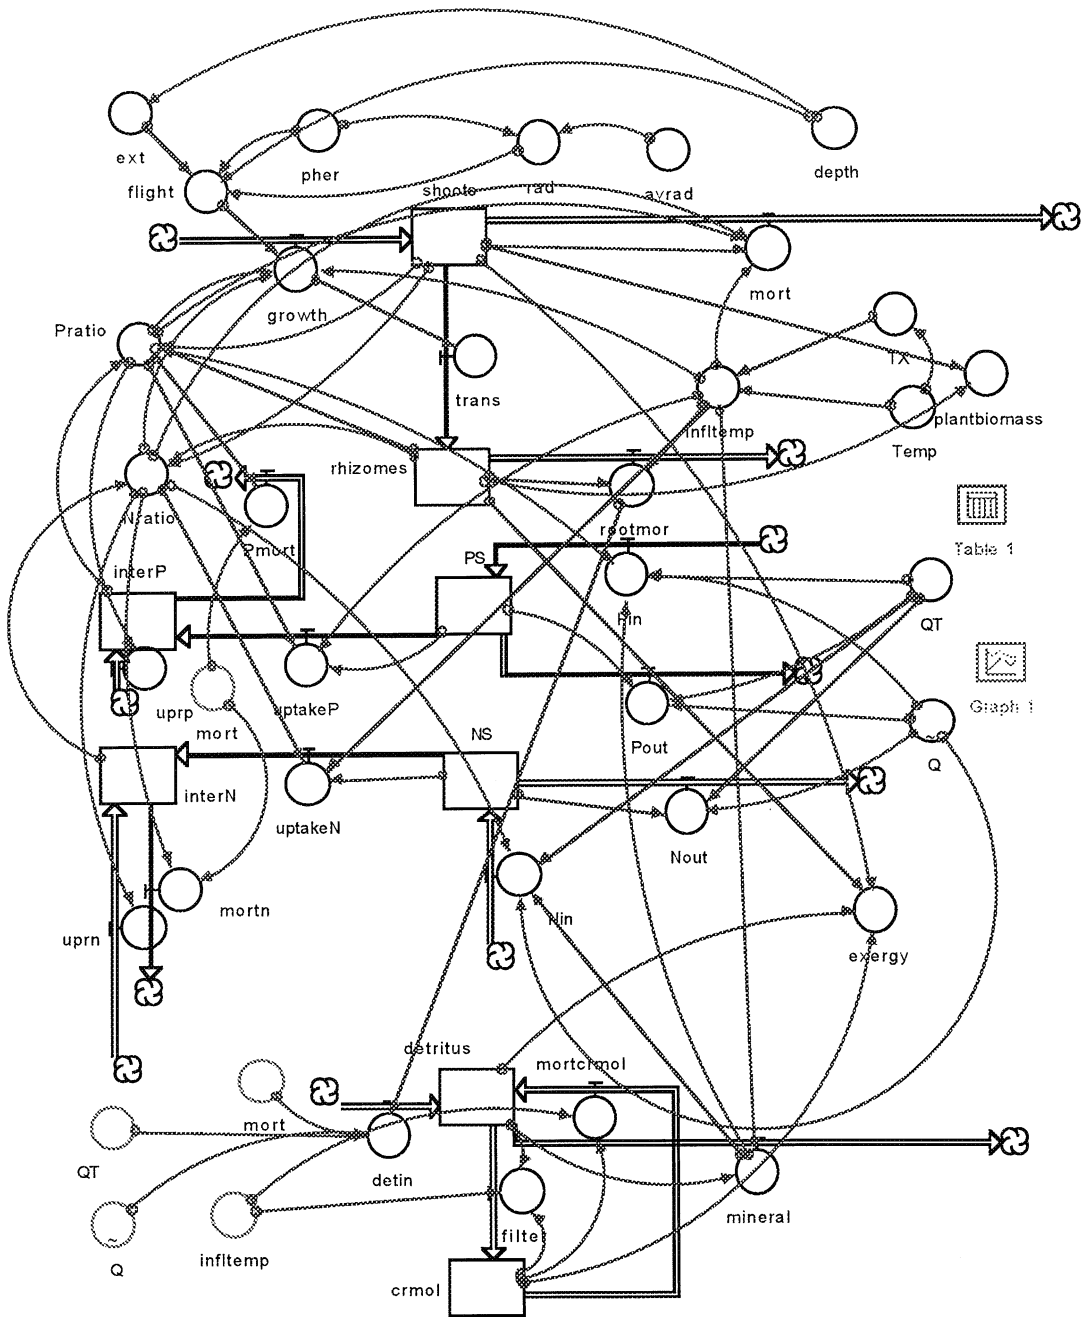 ext
pher
depth
flight
shoots
rad
avrad
growth
mort
Pratio
TX
trans
infltemp
plantbiomass
Temp
rhizomes
Nratio
Pmort
rootmor
Table 1
interP
PS
Pin
QT
uprp
mort
uptakeP
Pout
Graph 1
Q
NS
interN
uptakeN
Nout
mortn
uprn
Nin
exergy
detritus
mortcrmol
mort
QT
detin
mineral
Q
~
infltemp
filte
crmol